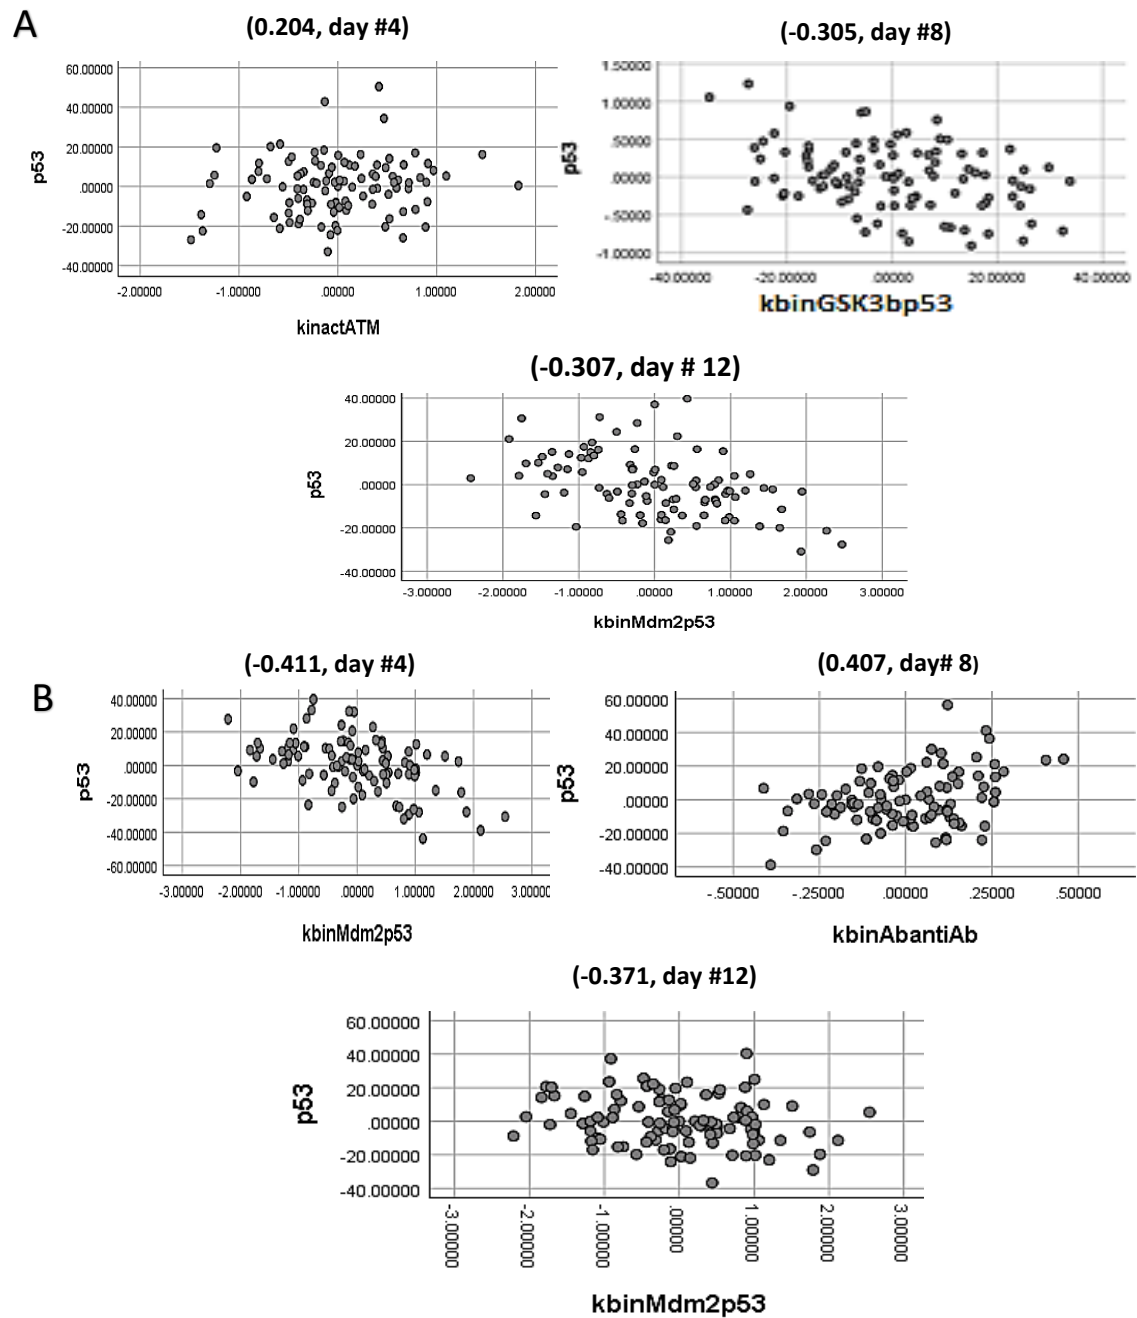 A
(0.204, day #4)
60.00000
40.00000
20.00000
.00000
-20.00000
-40.00000
p53
-2.00000 -1.00000 .00000 1.00000 2.00000
kinactATM
(-0.305, day #8)
1.50000
1.00000
.50000
.00000
-.50000
-1.00000
p53
-40.00000 -20.00000 .00000 20.00000 40.00000
kbinGSK3bp53
(-0.307, day # 12)
40.00000
20.00000
.00000
-20.00000
-40.00000
p53
-3.00000 -2.00000 -1.00000 .00000 1.00000 2.00000 3.00000
kbinMdm2p53
B
(-0.411, day #4)
40.00000
20.00000
.00000
-20.00000
-40.00000
-60.00000
p53
-3.00000 -2.00000 -1.00000 .00000 1.00000 2.00000 3.00000
kbinMdm2p53
(0.407, day# 8)
60.00000
40.00000
20.00000
.00000
-20.00000
-40.00000
p53
-.50000 -.25000 .00000 .25000 .50000
kbinAbantiAb
(-0.371, day #12)
60.00000
40.00000
20.00000
.00000
-20.00000
-40.00000
p53
-3.00000 -2.00000 -1.00000 .00000 1.00000 2.00000 3.00000
kbinMdm2p53